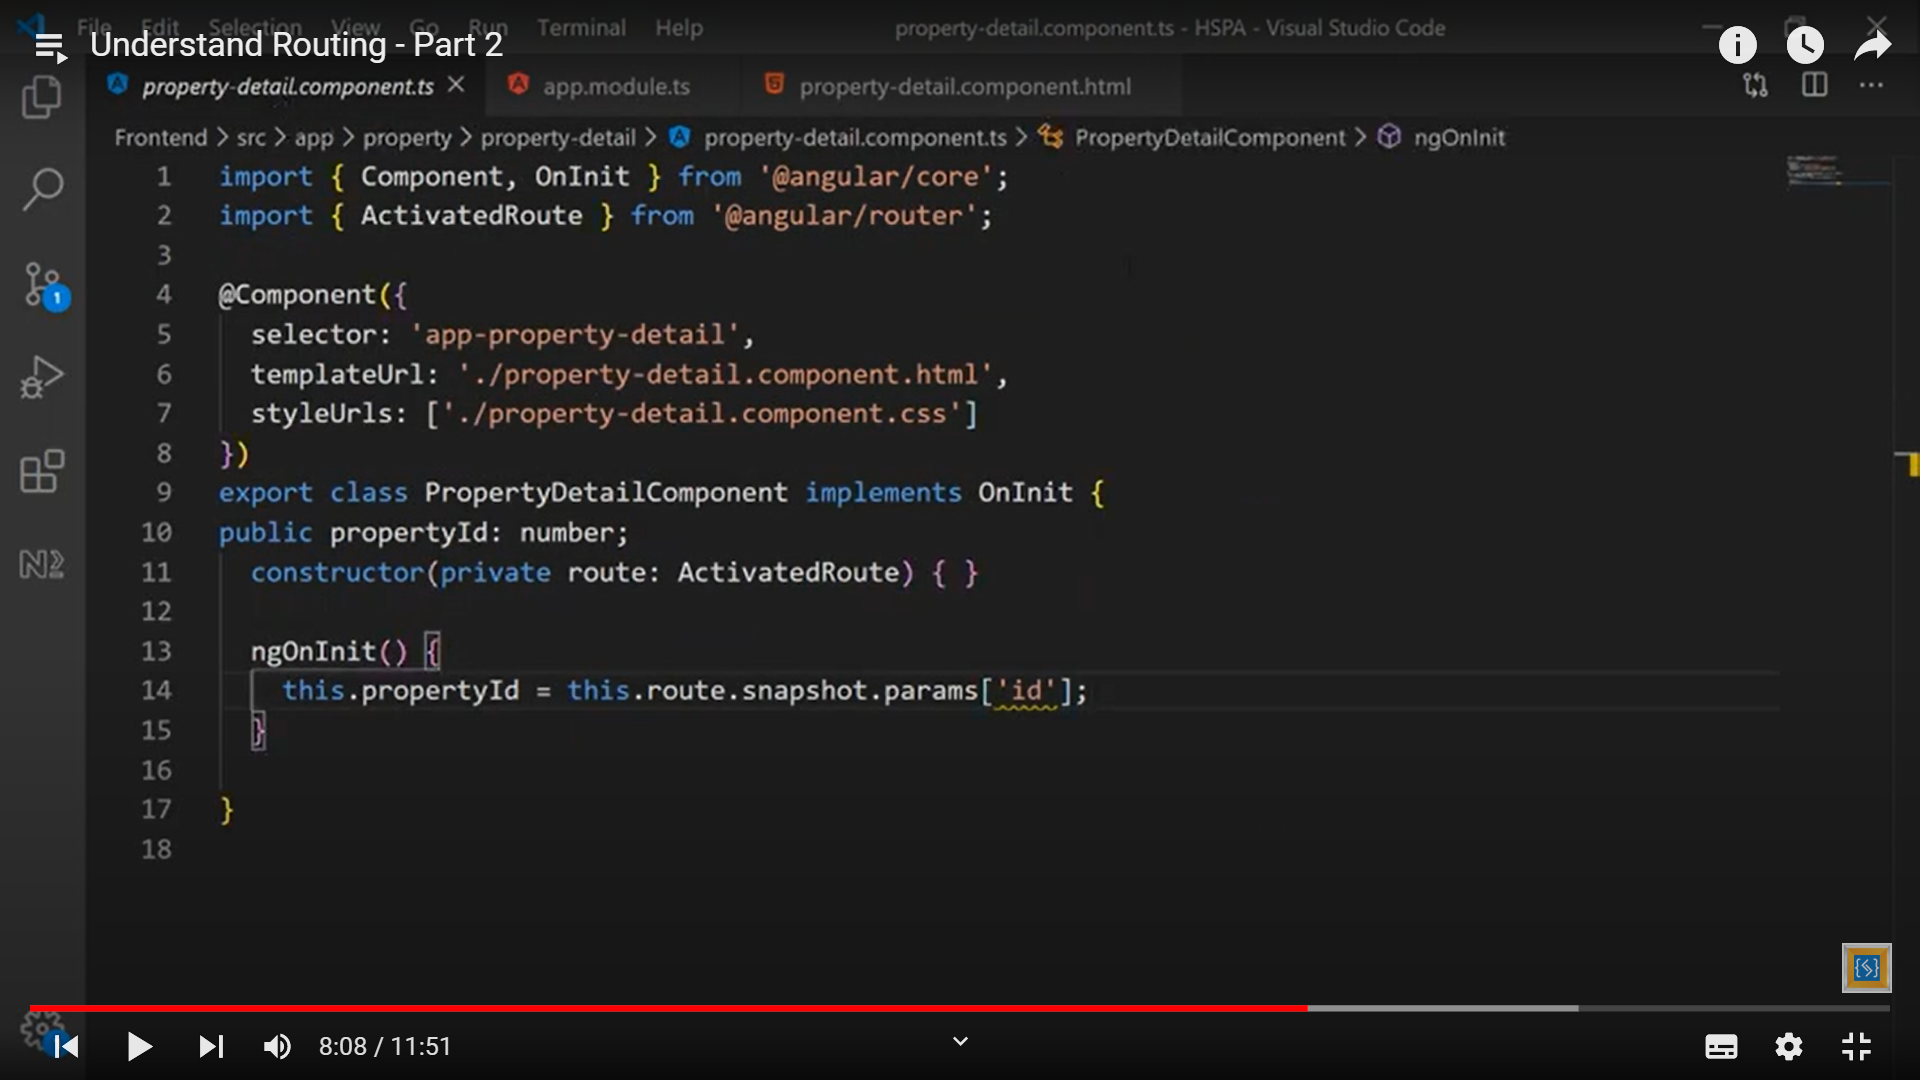 File Edit Selection View Go Run Terminal Help property-detail.component.ts - HSPA - Visual Studio Code
Understand Routing - Part 2
property-detail.component.ts app.module.ts property-detail.component.html
Frontend > src > app > property > property-detail > property-detail.component.ts > PropertyDetailComponent > ngOnInit
1 import { Component, OnInit } from '@angular/core';
2 import { ActivatedRoute } from '@angular/router';
3
4 @Component({
5 selector: 'app-property-detail',
6 templateUrl: './property-detail.component.html',
7 styleUrls: ['./property-detail.component.css']
8 })
9 export class PropertyDetailComponent implements OnInit {
10 public propertyId: number;
11 constructor(private route: ActivatedRoute) { }
12
13 ngOnInit() {
14 this.propertyId = this.route.snapshot.params['id'];
15 }
16
17 }
18
1
8:08 / 11:51